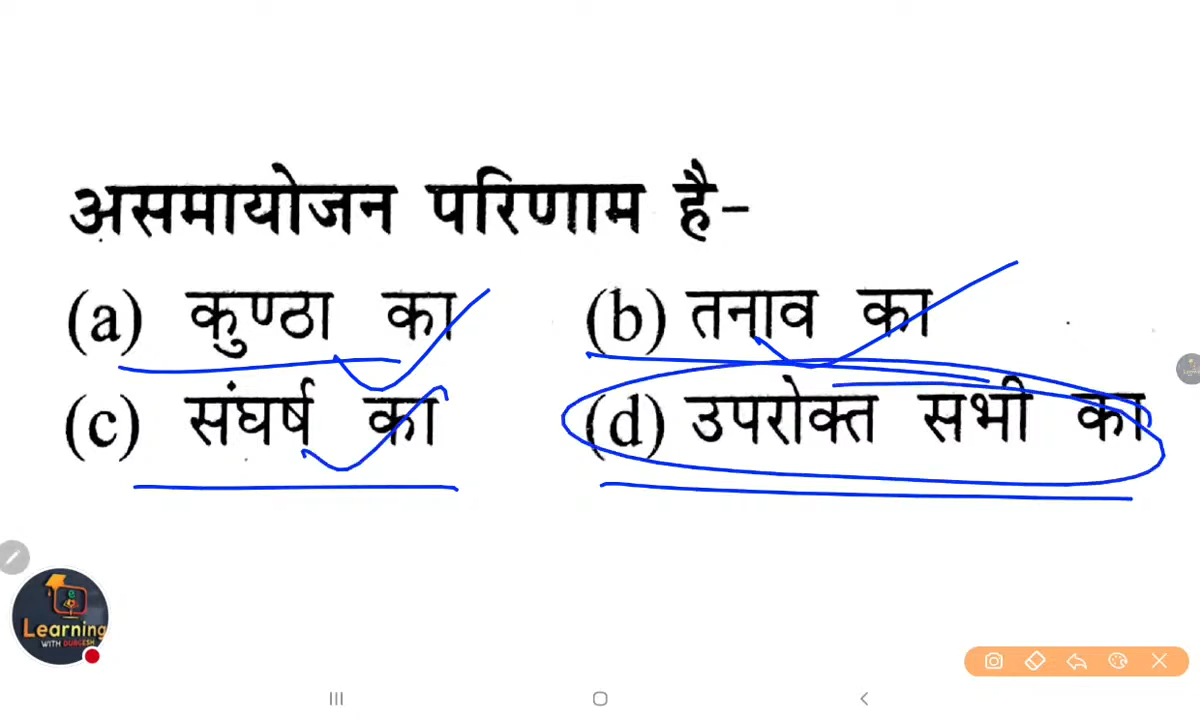 असमायोजन परिणाम है-
(a) कुण्ठा का (b) तनाव का
(c) संघर्ष का (d) उपरोक्त सभी का
e
Learning
WITH DURGESH